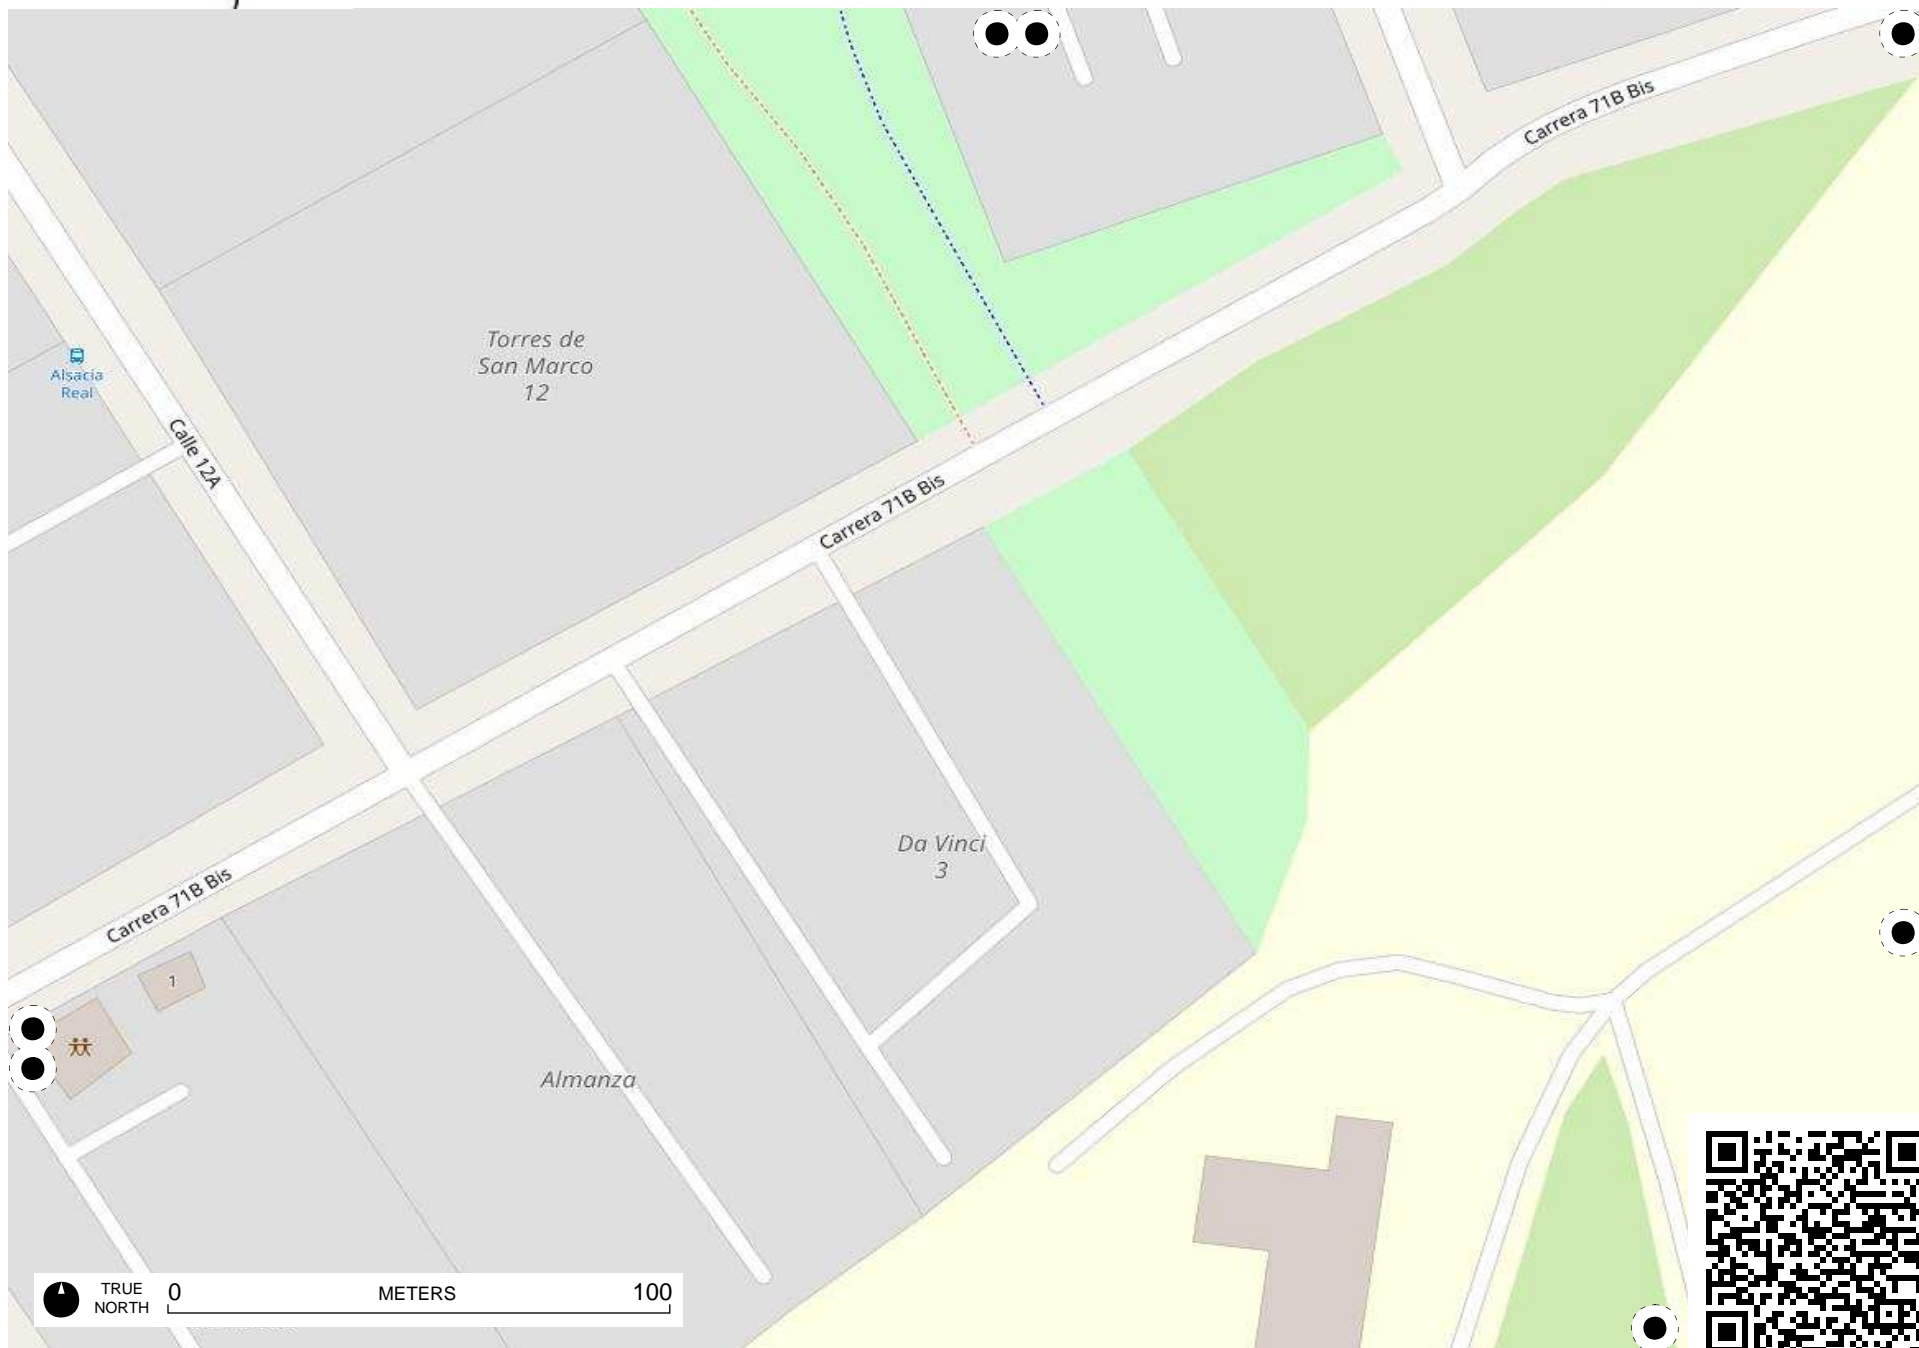 Carrera 71B Bis
Torres de
San Marco
12
Alsacia
Real
Calle 12A
Carrera 71B Bis
Da Vinci
3
Carrera 71B Bis
1
Almanza
TRUE
NORTH
0 METERS 100